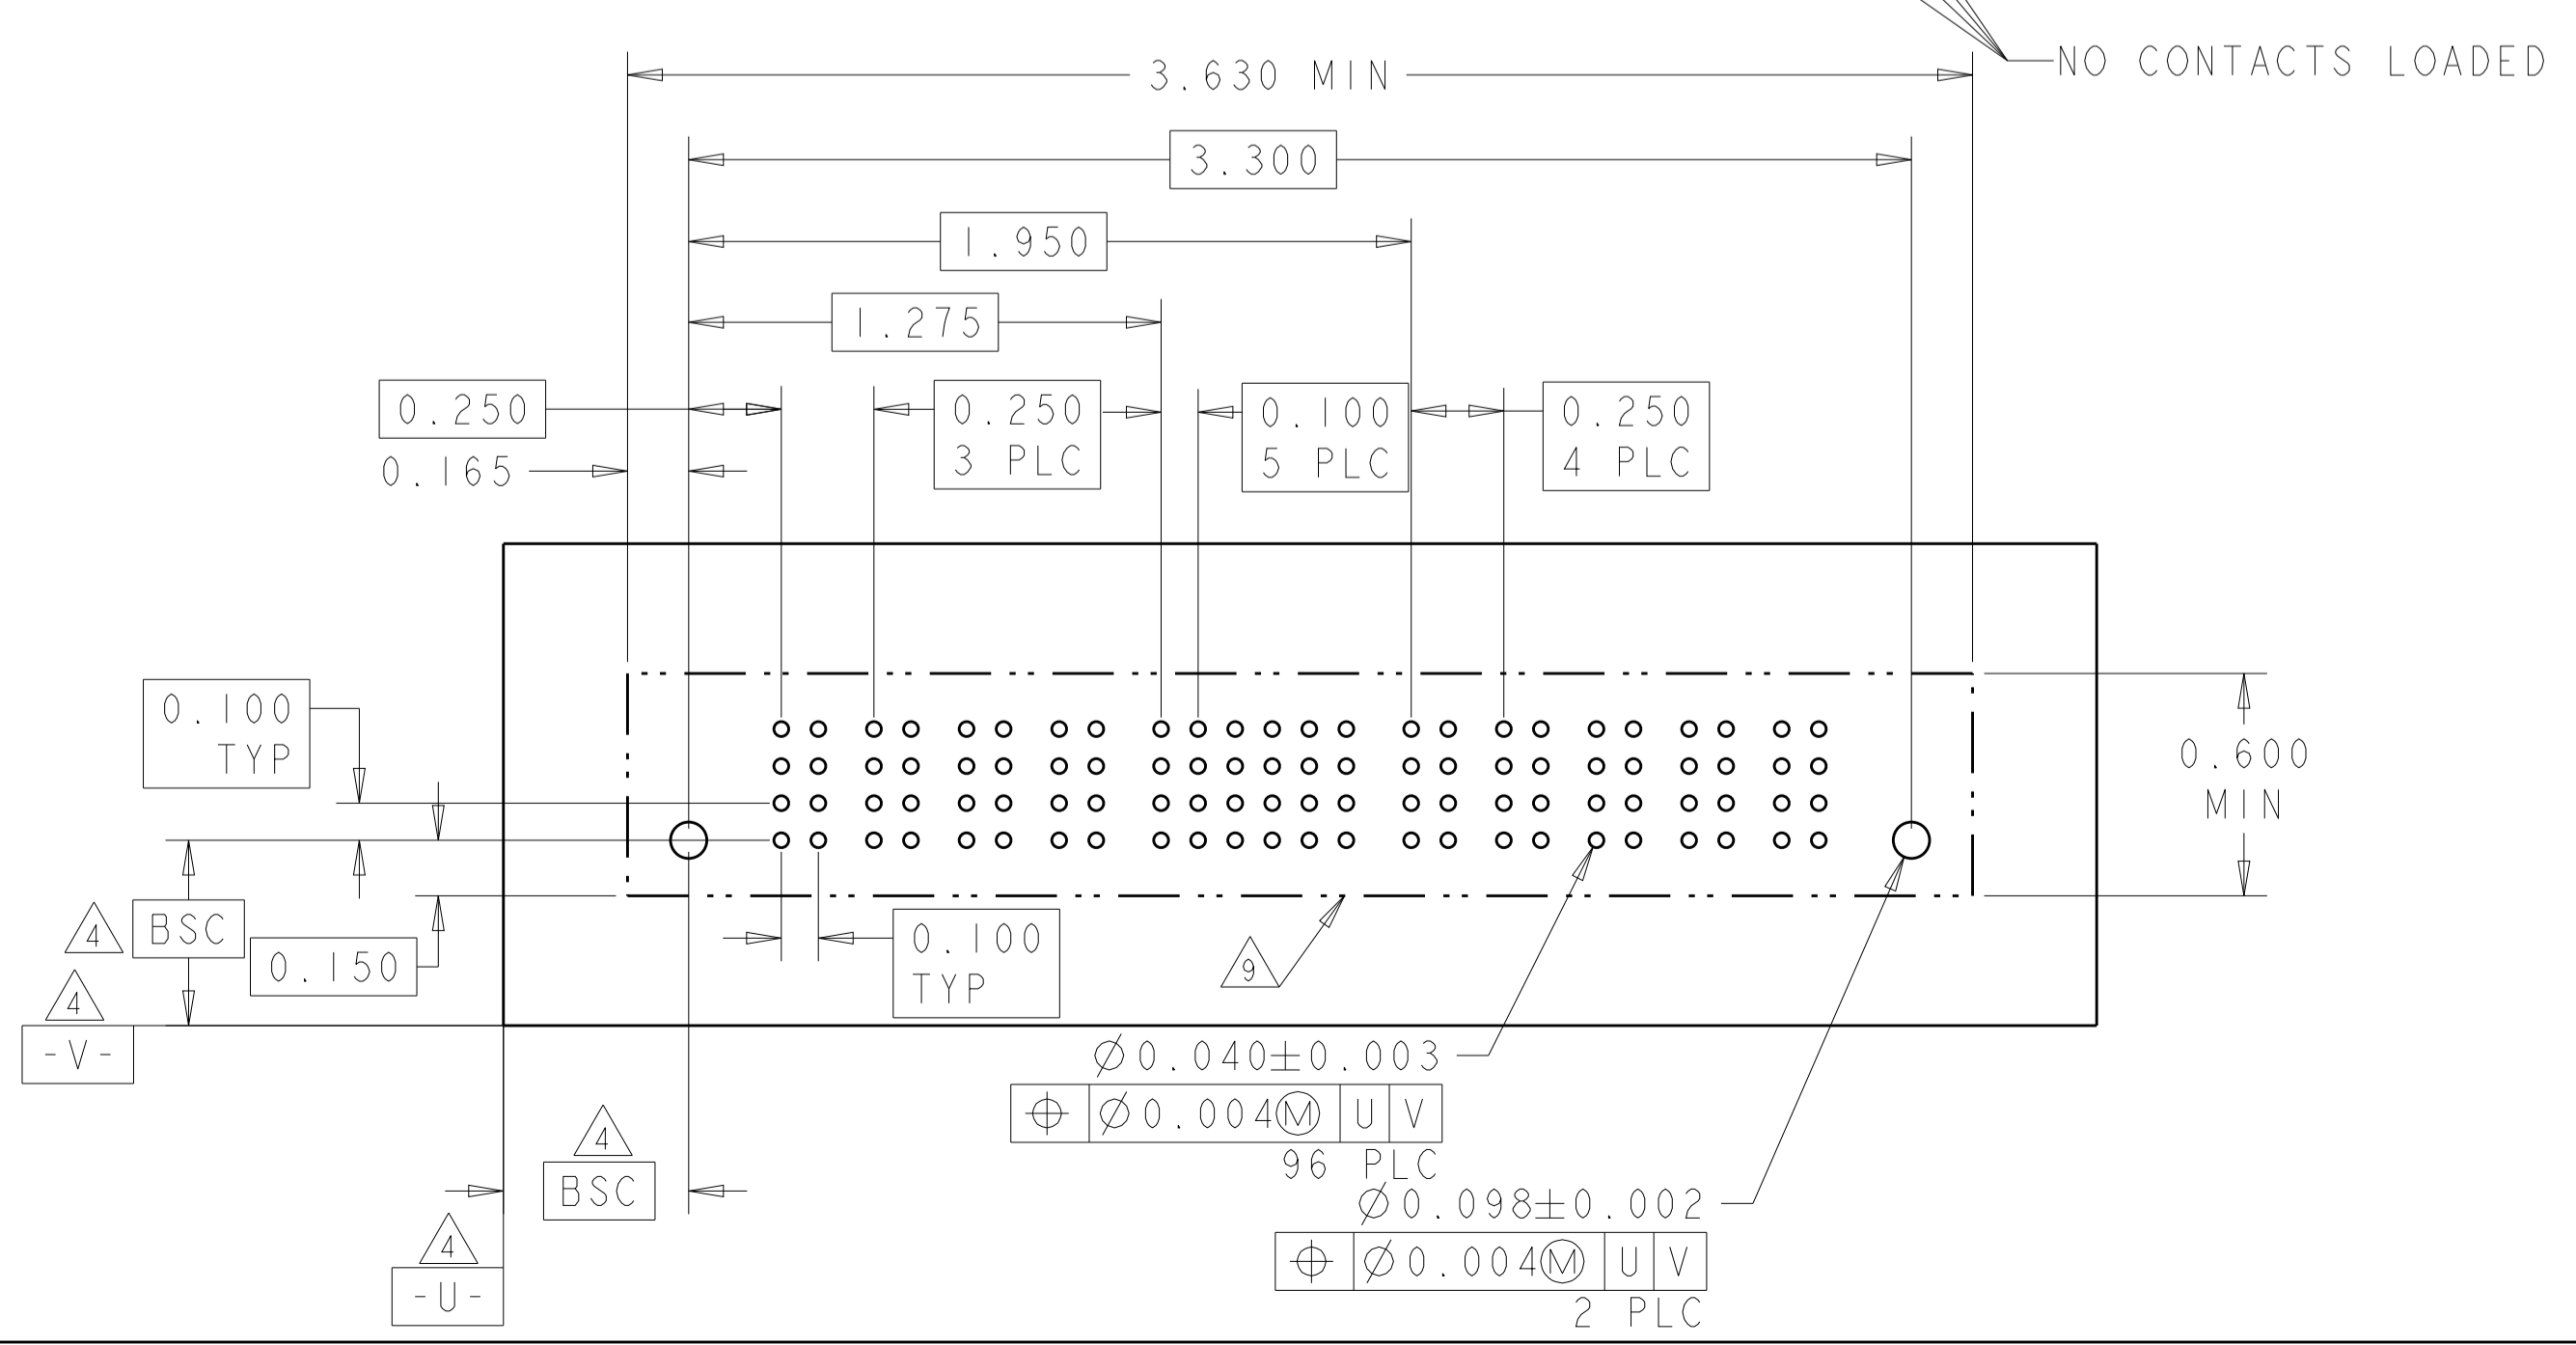 NO CONTACTS LOADED
3.630 MIN
3.300
1.950
1.275
0.250
0.250
3 PLC
0.100
5 PLC
0.250
4 PLC
0.165
0.100
TYP
0.600
MIN
4
BSC
0.150
0.100
TYP
9
4
-V-
Ø0.040±0.003
⌖ Ø0.004Ⓜ U V
96 PLC
4
BSC
Ø0.098±0.002
⌖ Ø0.004Ⓜ U V
2 PLC
4
-U-